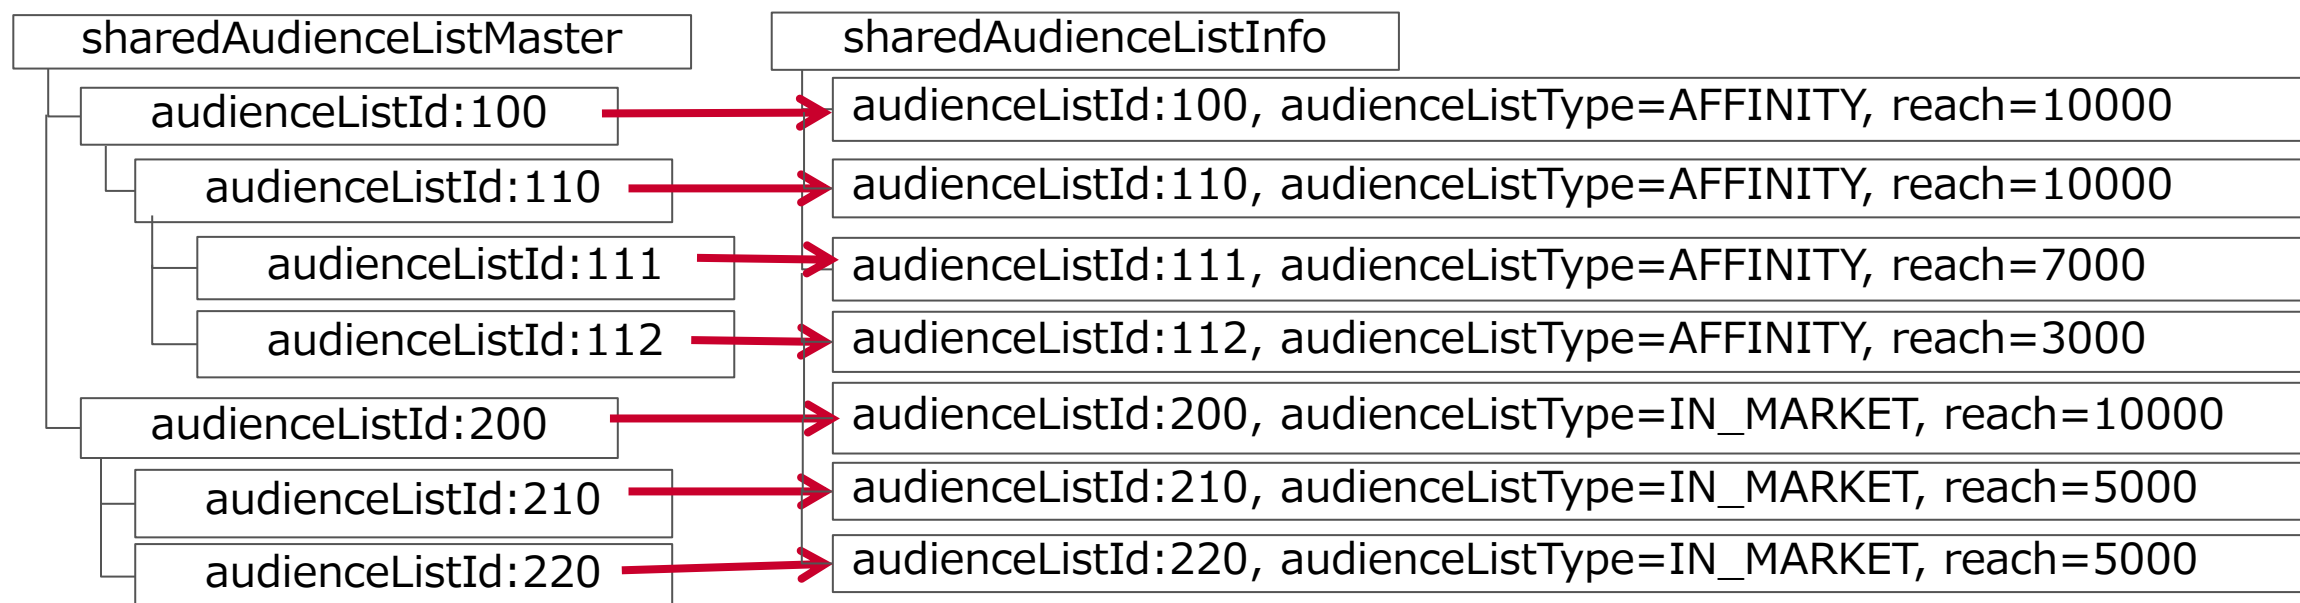 sharedAudienceListMaster
sharedAudienceListInfo
audienceListId:100
audienceListId:100, audienceListType=AFFINITY, reach=10000
audienceListId:110
audienceListId:110, audienceListType=AFFINITY, reach=10000
audienceListId:111
audienceListId:111, audienceListType=AFFINITY, reach=7000
audienceListId:112
audienceListId:112, audienceListType=AFFINITY, reach=3000
audienceListId:200
audienceListId:200, audienceListType=IN_MARKET, reach=10000
audienceListId:210
audienceListId:210, audienceListType=IN_MARKET, reach=5000
audienceListId:220
audienceListId:220, audienceListType=IN_MARKET, reach=5000